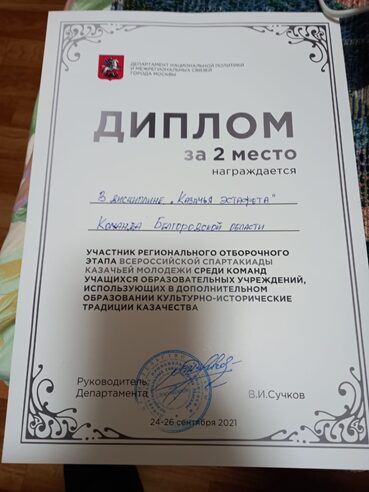 ДЕПАРТАМЕНТ НАЦИОНАЛЬНОЙ ПОЛИТИКИ
И МЕЖРЕГИОНАЛЬНЫХ СВЯЗЕЙ
ГОРОДА МОСКВЫ
ДИПЛОМ
за 2 место
награждается
В дисциплине „Казачья эстафета"
Команда Белгородской области
УЧАСТНИК РЕГИОНАЛЬНОГО ОТБОРОЧНОГО
ЭТАПА ВСЕРОССИЙСКОЙ СПАРТАКИАДЫ
КАЗАЧЬЕЙ МОЛОДЕЖИ СРЕДИ КОМАНД
УЧАЩИХСЯ ОБРАЗОВАТЕЛЬНЫХ УЧРЕЖДЕНИЙ,
ИСПОЛЬЗУЮЩИХ В ДОПОЛНИТЕЛЬНОМ
ОБРАЗОВАНИИ КУЛЬТУРНО-ИСТОРИЧЕСКИЕ
ТРАДИЦИИ КАЗАЧЕСТВА
Руководитель
Департамента
В.И.Сучков
24-26 сентября 2021